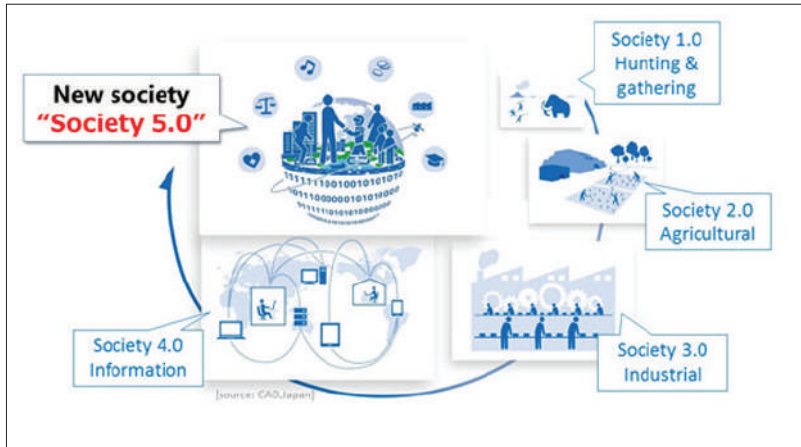 New society
“Society 5.0”
Society 1.0
Hunting &
gathering
Society 2.0
Agricultural
Society 3.0
Industrial
Society 4.0
Information
[source: CAO,Japan]